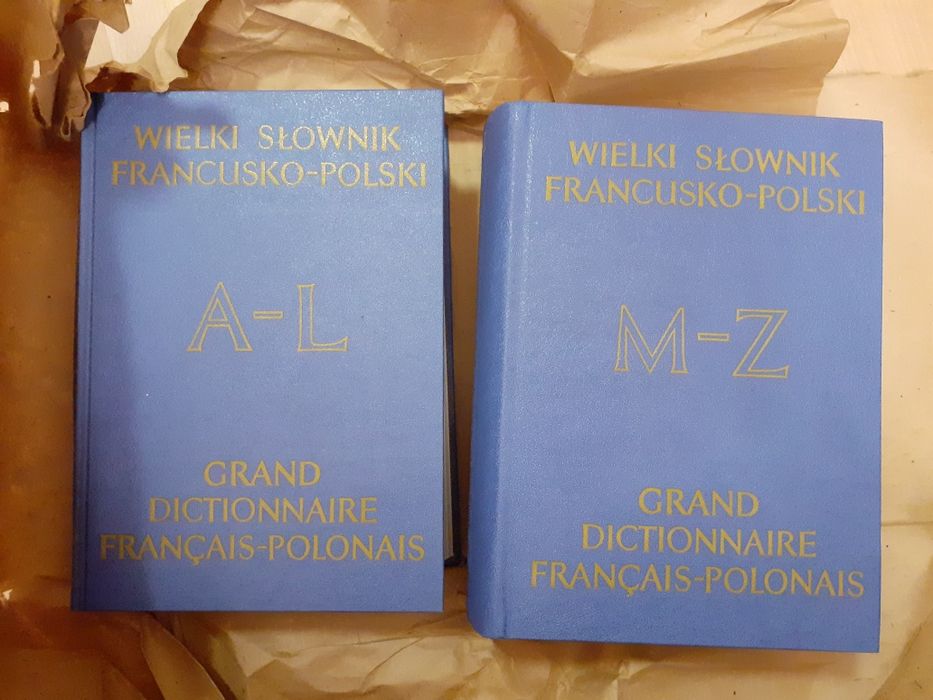 WIELKI SŁOWNIK
FRANCUSKO-POLSKI
A-L
GRAND
DICTIONNAIRE
FRANÇAIS-POLONAIS
WIELKI SŁOWNIK
FRANCUSKO-POLSKI
M-Z
GRAND
DICTIONNAIRE
FRANÇAIS-POLONAIS